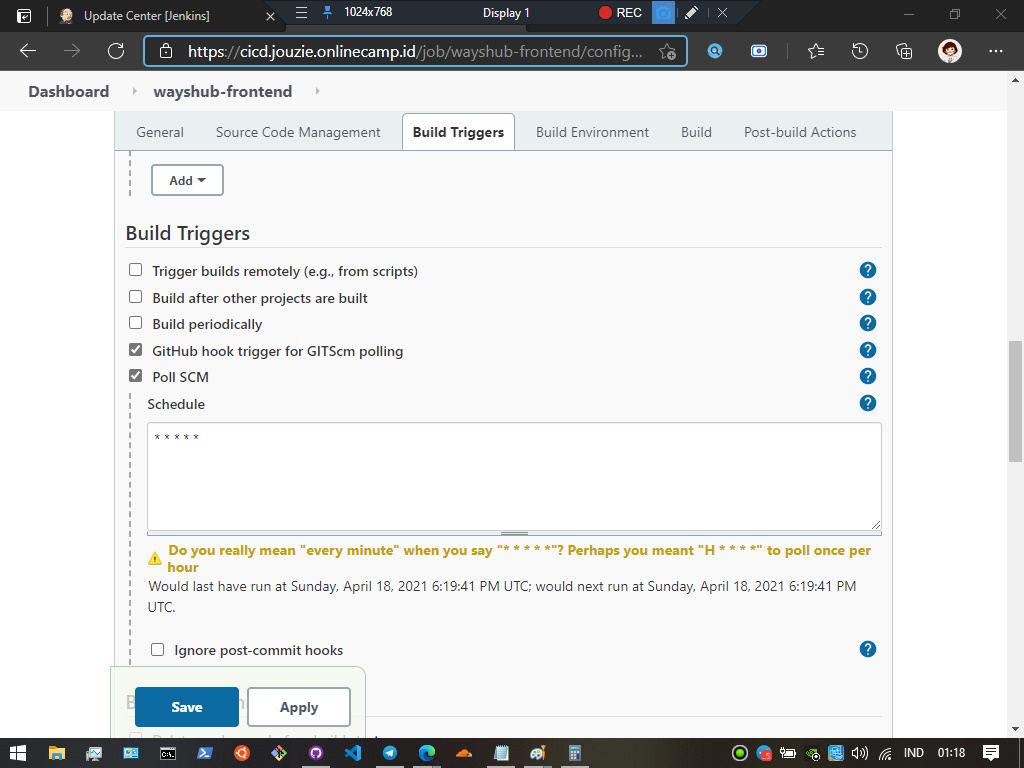 Update Center [Jenkins]
1024x768
Display 1
REC
https://cicd.jouzie.onlinecamp.id/job/wayshub-frontend/config...
Dashboard
wayshub-frontend
General
Source Code Management
Build Triggers
Build Environment
Build
Post-build Actions
Add
Build Triggers
Trigger builds remotely (e.g., from scripts)
Build after other projects are built
Build periodically
GitHub hook trigger for GITScm polling
Poll SCM
Schedule
* * * * *
Do you really mean "every minute" when you say "* * * * *"? Perhaps you meant "H * * * *" to poll once per
hour
Would last have run at Sunday, April 18, 2021 6:19:41 PM UTC; would next run at Sunday, April 18, 2021 6:19:41 PM
UTC.
Ignore post-commit hooks
Save
Apply
IND
01:18